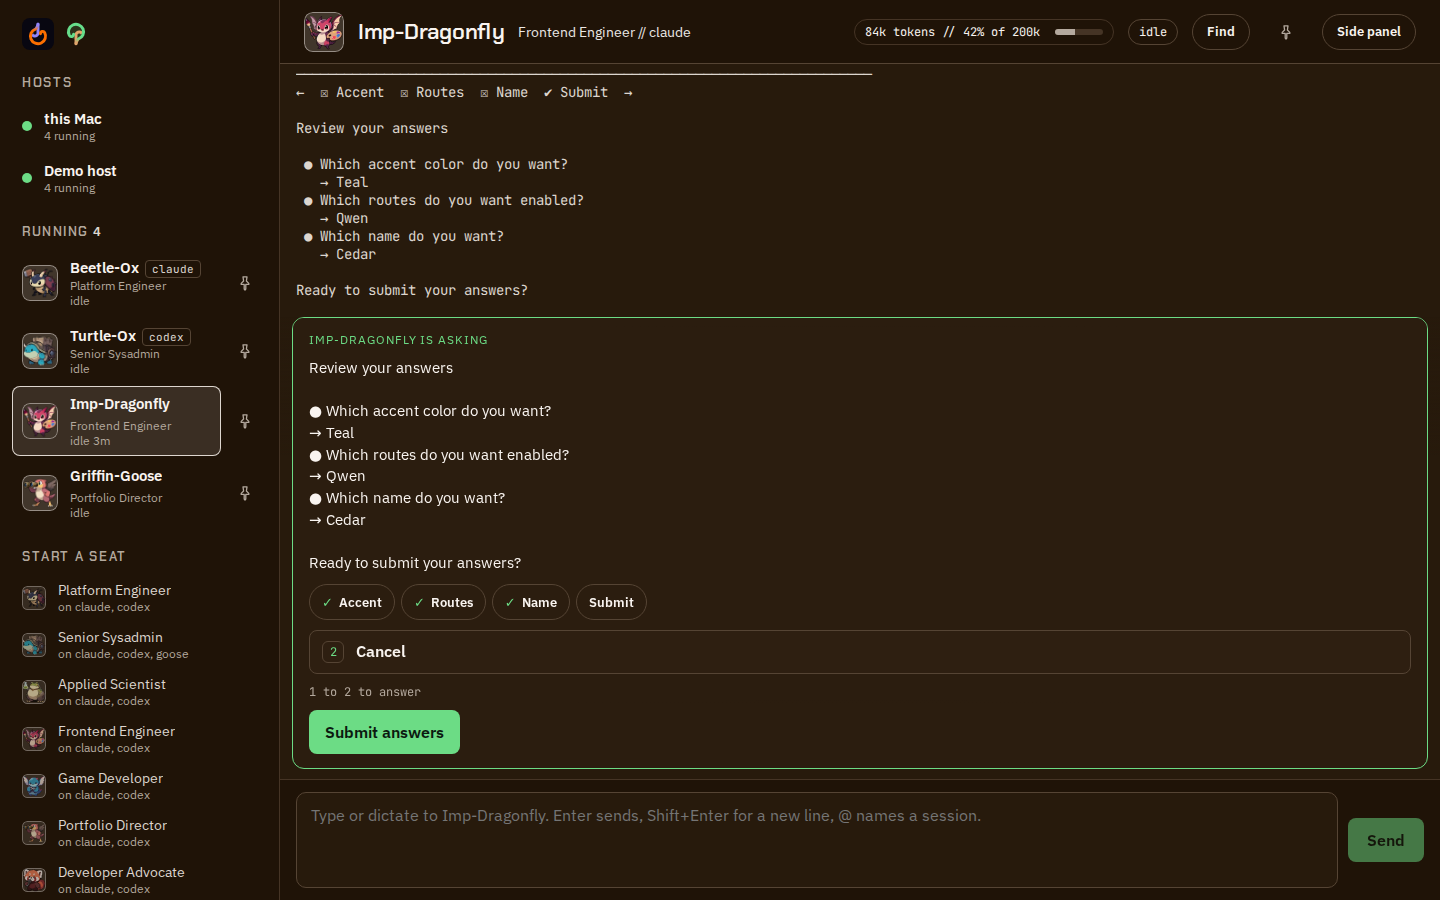 HOSTS
this Mac
4 running
Demo host
4 running
RUNNING 4
Beetle-Ox claude
Platform Engineer
idle
Turtle-Ox codex
Senior Sysadmin
idle
Imp-Dragonfly
Frontend Engineer
idle 3m
Griffin-Goose
Portfolio Director
idle
START A SEAT
Platform Engineer
on claude, codex
Senior Sysadmin
on claude, codex, goose
Applied Scientist
on claude, codex
Frontend Engineer
on claude, codex
Game Developer
on claude, codex
Portfolio Director
on claude, codex
Developer Advocate
on claude, codex
Imp-Dragonfly Frontend Engineer // claude 84k tokens // 42% of 200k idle Find Side panel
← ☒ Accent ☒ Routes ☒ Name ✔ Submit →
Review your answers
● Which accent color do you want?
→ Teal
● Which routes do you want enabled?
→ Qwen
● Which name do you want?
→ Cedar
Ready to submit your answers?
IMP-DRAGONFLY IS ASKING
Review your answers
● Which accent color do you want?
→ Teal
● Which routes do you want enabled?
→ Qwen
● Which name do you want?
→ Cedar
Ready to submit your answers?
✓ Accent ✓ Routes ✓ Name Submit
2 Cancel
1 to 2 to answer
Submit answers
Type or dictate to Imp-Dragonfly. Enter sends, Shift+Enter for a new line, @ names a session.
Send